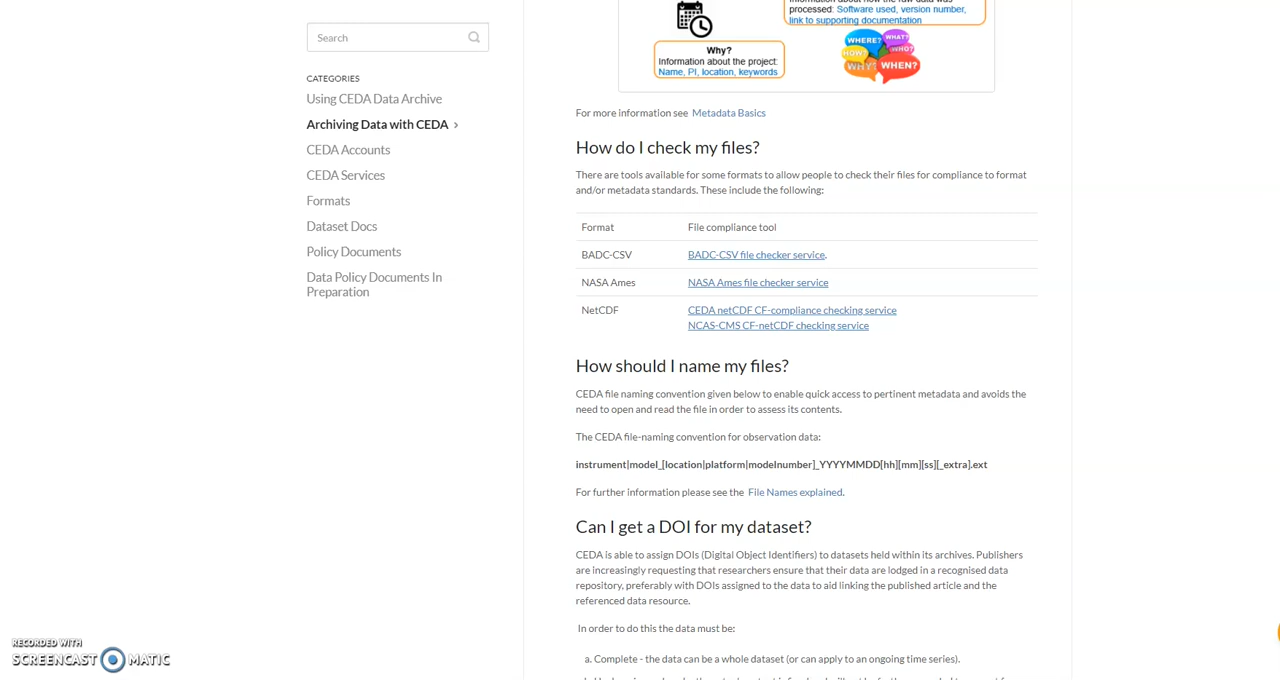 Search
CATEGORIES
Using CEDA Data Archive
Archiving Data with CEDA
CEDA Accounts
CEDA Services
Formats
Dataset Docs
Policy Documents
Data Policy Documents In
Preparation
processed: Software used, version number,
link to supporting documentation
Why?
Information about the project:
Name, PI, location, keywords
WHERE? WHAT?
HOW? WHO?
WHY? WHEN?
For more information see Metadata Basics
How do I check my files?
There are tools available for some formats to allow people to check their files for compliance to format
and/or metadata standards. These include the following:
Format File compliance tool
BADC-CSV BADC-CSV file checker service.
NASA Ames NASA Ames file checker service
NetCDF CEDA netCDF CF-compliance checking service
NCAS-CMS CF-netCDF checking service
How should I name my files?
CEDA file naming convention given below to enable quick access to pertinent metadata and avoids the
need to open and read the file in order to assess its contents.
The CEDA file-naming convention for observation data:
instrument|model_[location|platform|modelnumber]_YYYYMMDD[hh][mm][ss][_extra].ext
For further information please see the File Names explained.
Can I get a DOI for my dataset?
CEDA is able to assign DOIs (Digital Object Identifiers) to datasets held within its archives. Publishers
are increasingly requesting that researchers ensure that their data are lodged in a recognised data
repository, preferably with DOIs assigned to the data to aid linking the published article and the
referenced data resource.
In order to do this the data must be:
a. Complete - the data can be a whole dataset (or can apply to an ongoing time series).
RECORDED WITH
SCREENCAST MATIC